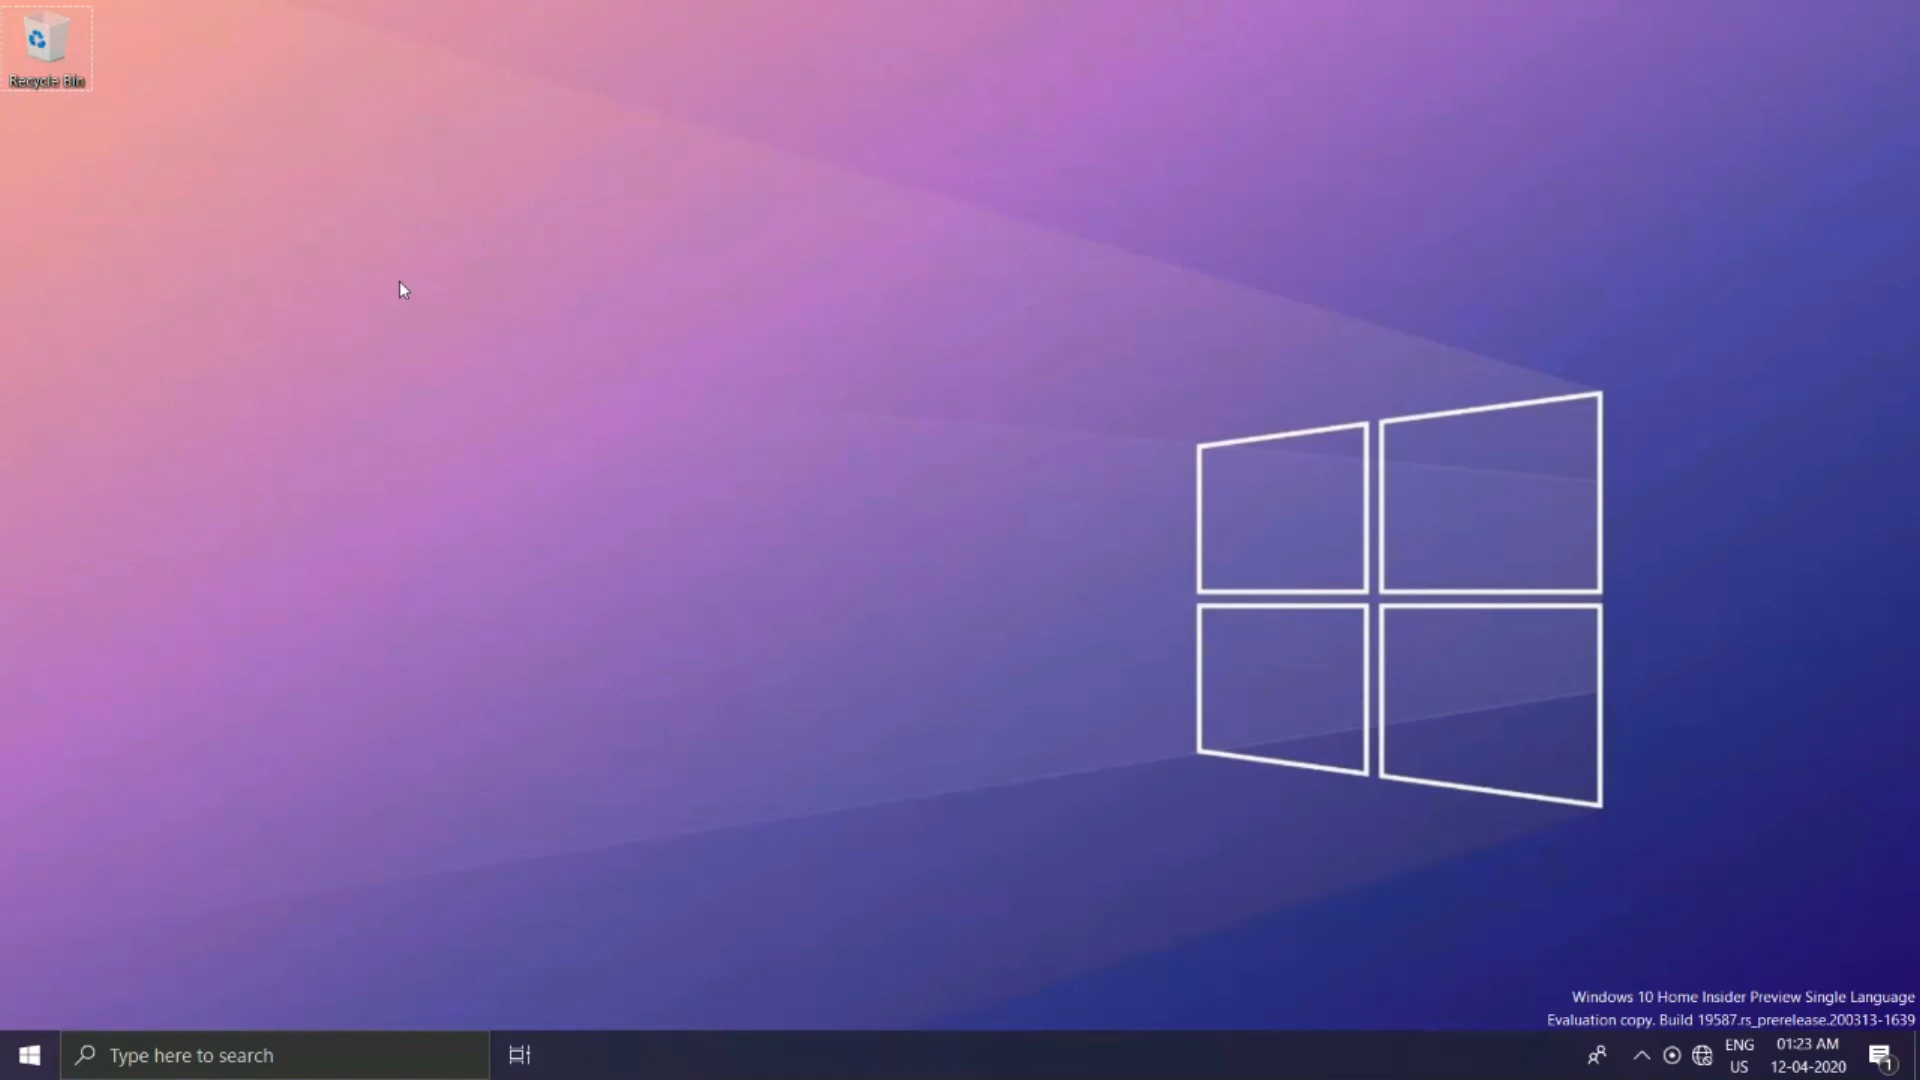 Recycle Bin
Windows 10 Home Insider Preview Single Language
Evaluation copy. Build 19587.rs_prerelease.200313-1639
Type here to search
ENG
US
01:23 AM
12-04-2020
1